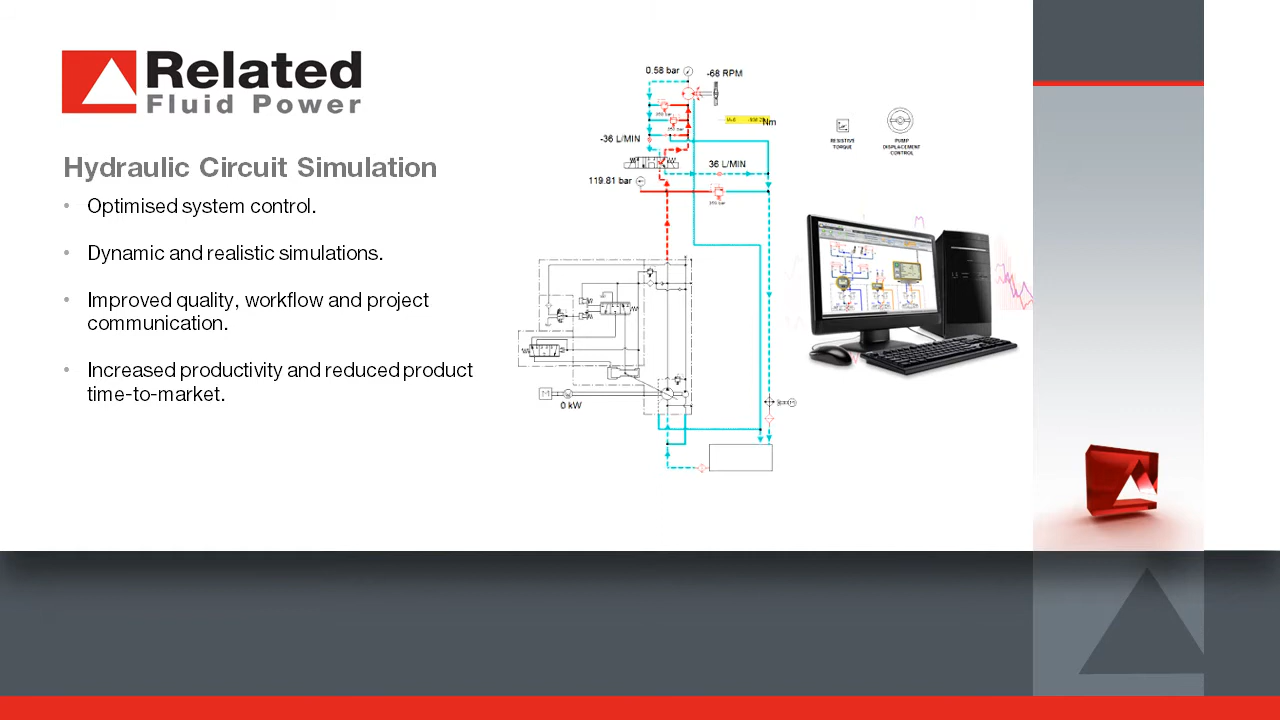 Related
Fluid Power
Hydraulic Circuit Simulation
• Optimised system control.
• Dynamic and realistic simulations.
• Improved quality, workflow and project
communication.
• Increased productivity and reduced product
time-to-market.
0.58 bar
-68 RPM
Nm
-36 L/MIN
36 L/MIN
119.81 bar
0 kW
M
RESISTIVE
TORQUE
PUMP
DISPLACEMENT
CONTROL